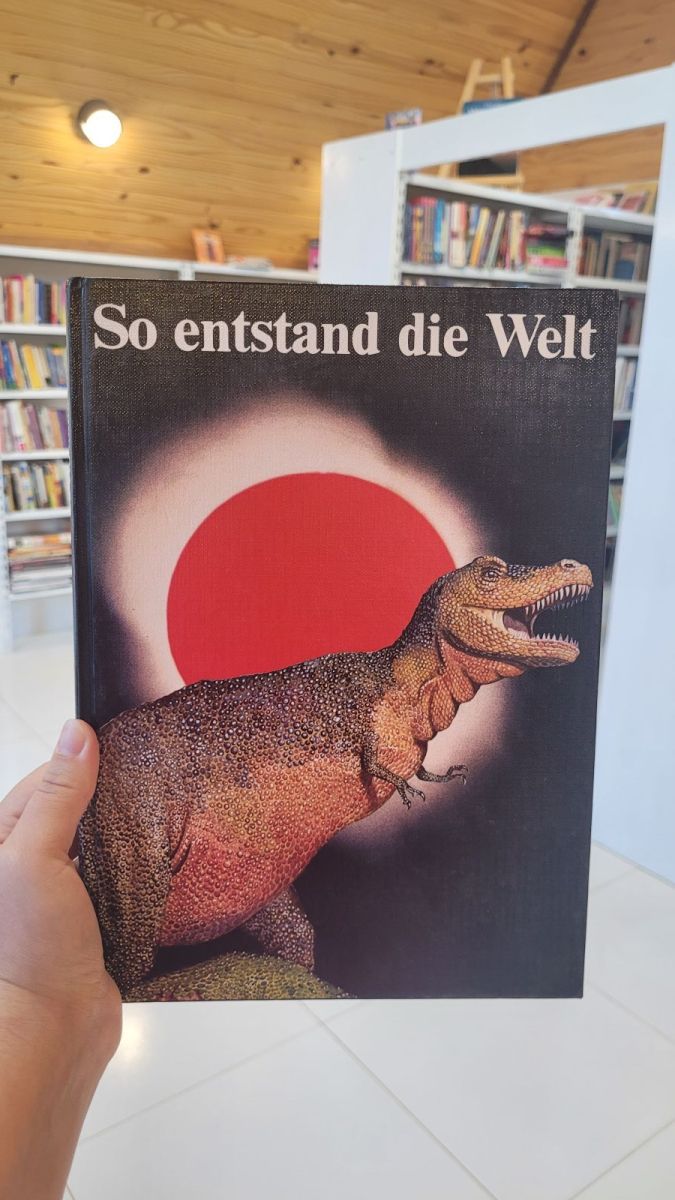 So entstand die Welt